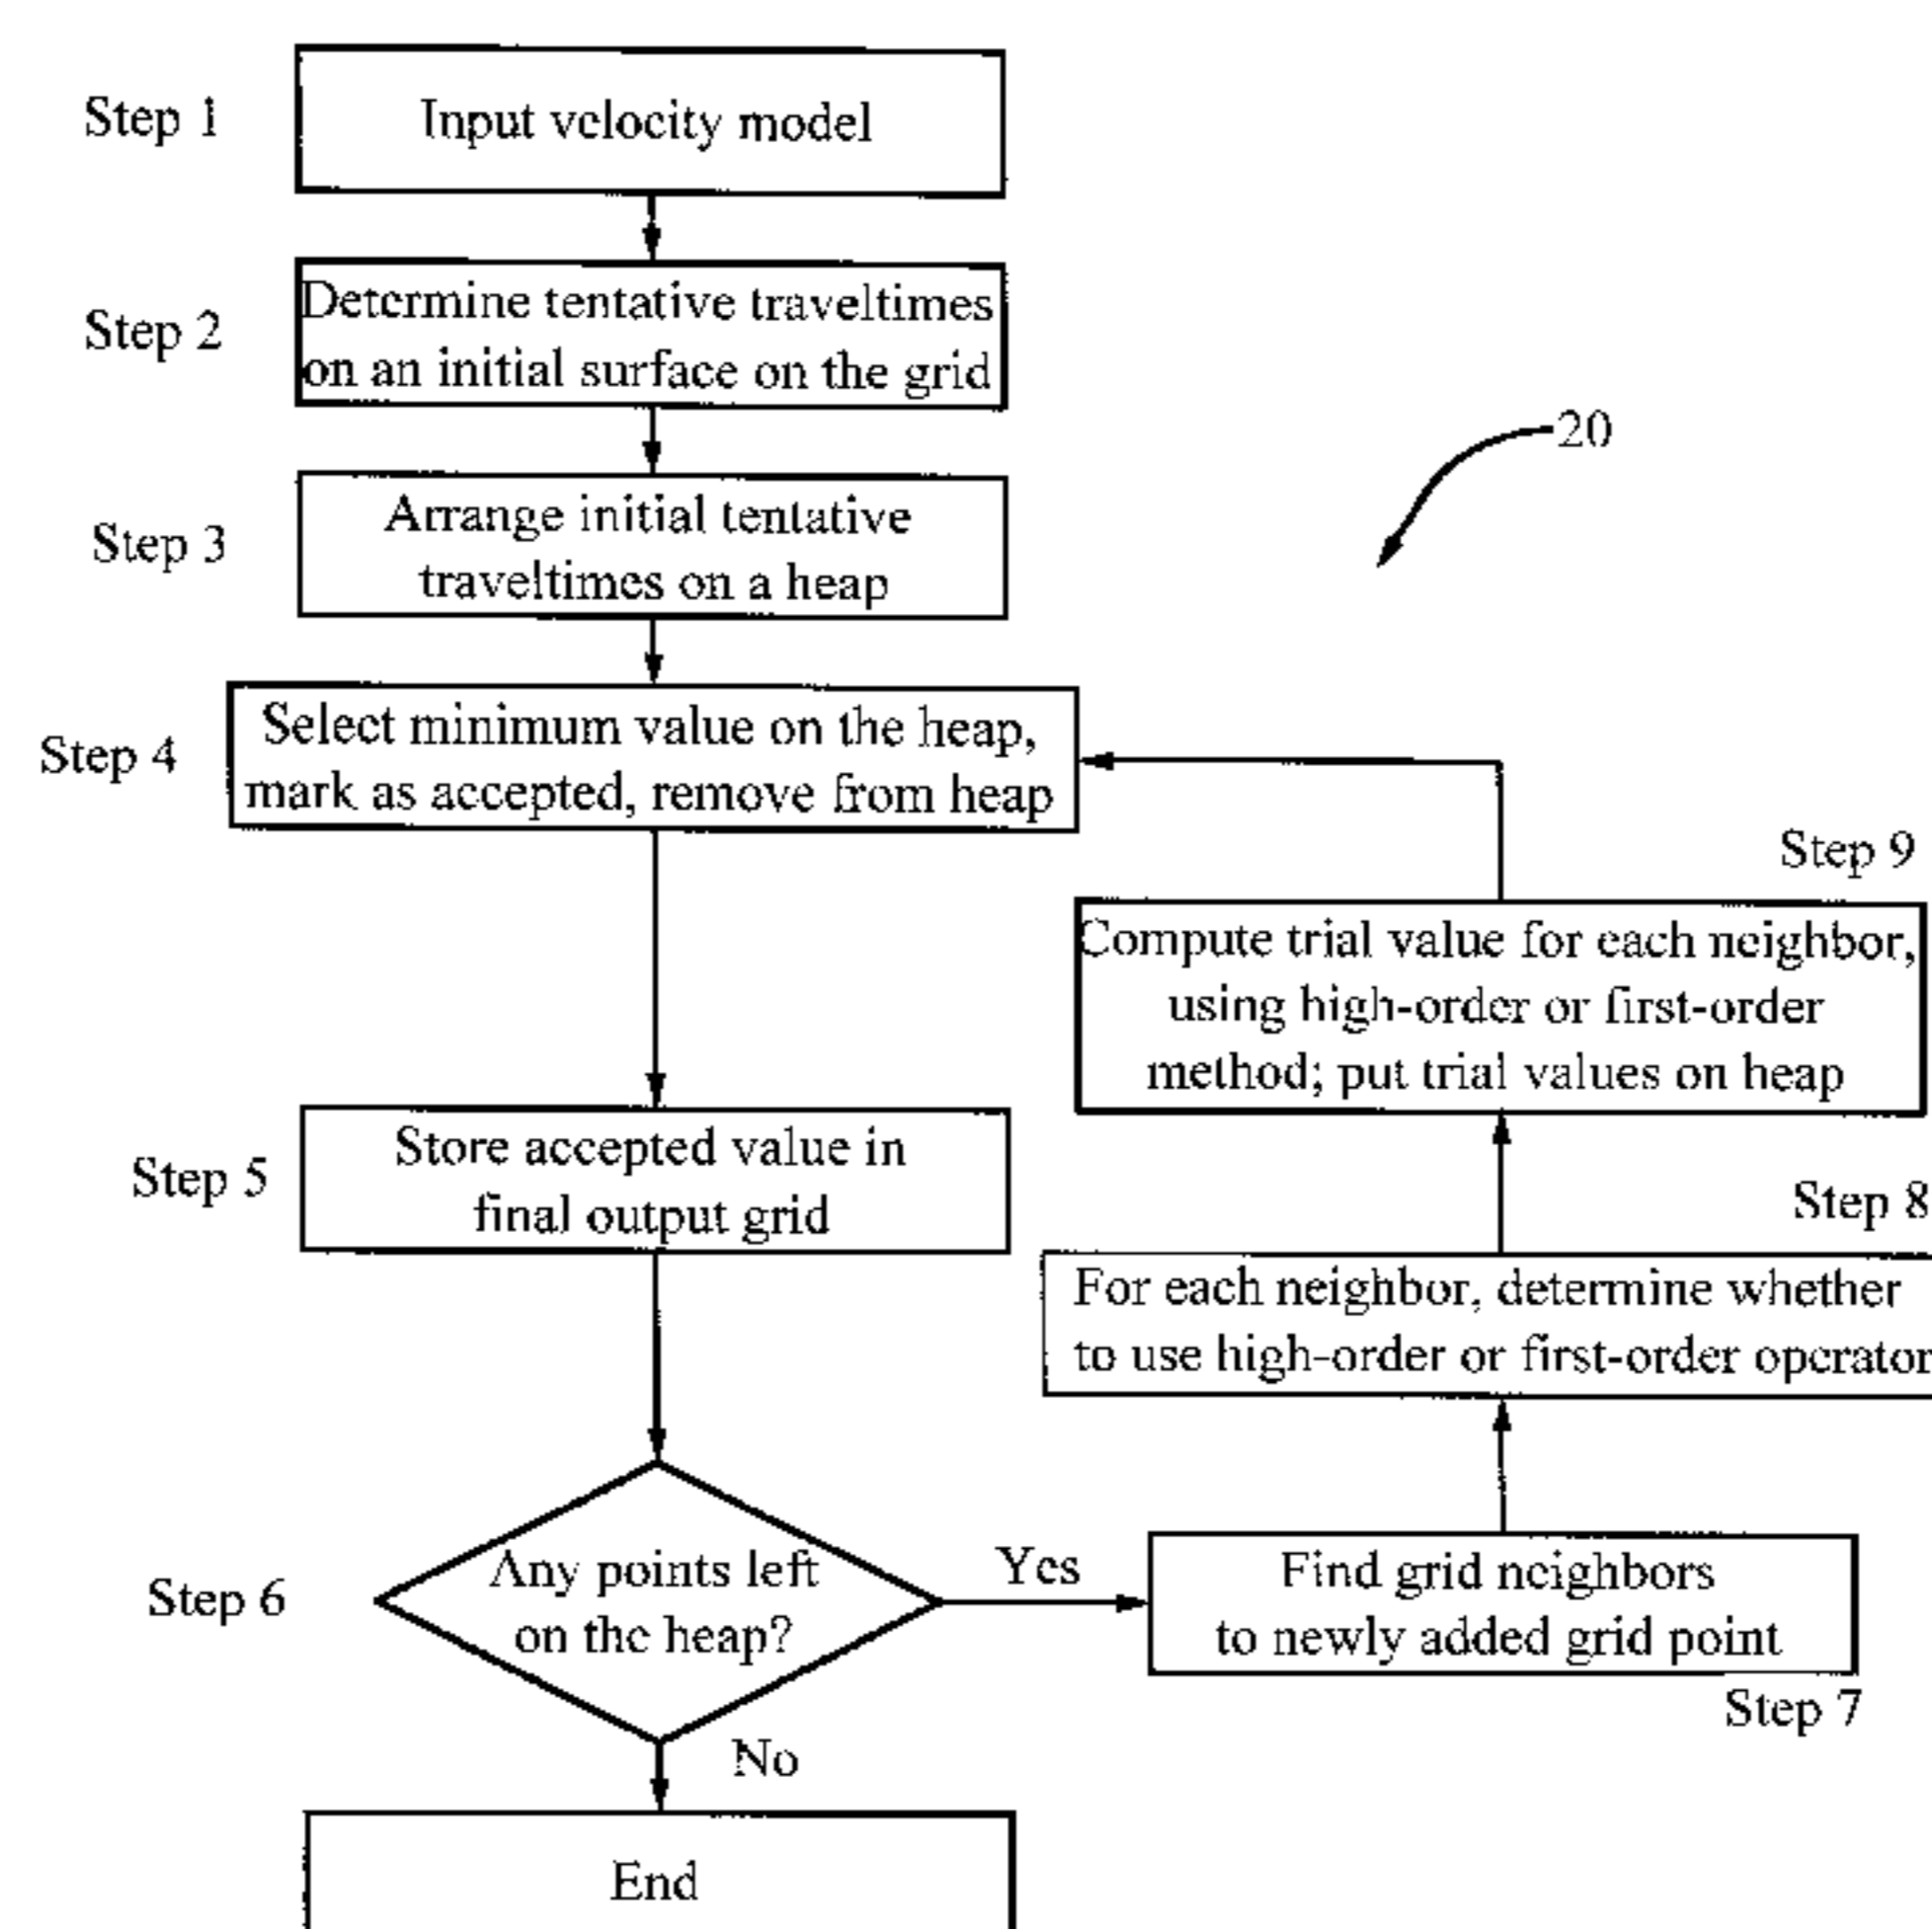 Step 1
Input velocity model
Step 2
Determine tentative traveltimes
on an initial surface on the grid
20
Step 3
Arrange initial tentative
traveltimes on a heap
Step 4
Select minimum value on the heap,
mark as accepted, remove from heap
Step 5
Store accepted value in
final output grid
Step 6
Any points left
on the heap?
Yes
No
End
Find grid neighbors
to newly added grid point
Step 7
Step 8
For each neighbor, determine whether
to use high-order or first-order operator
Step 9
Compute trial value for each neighbor,
using high-order or first-order
method; put trial values on heap